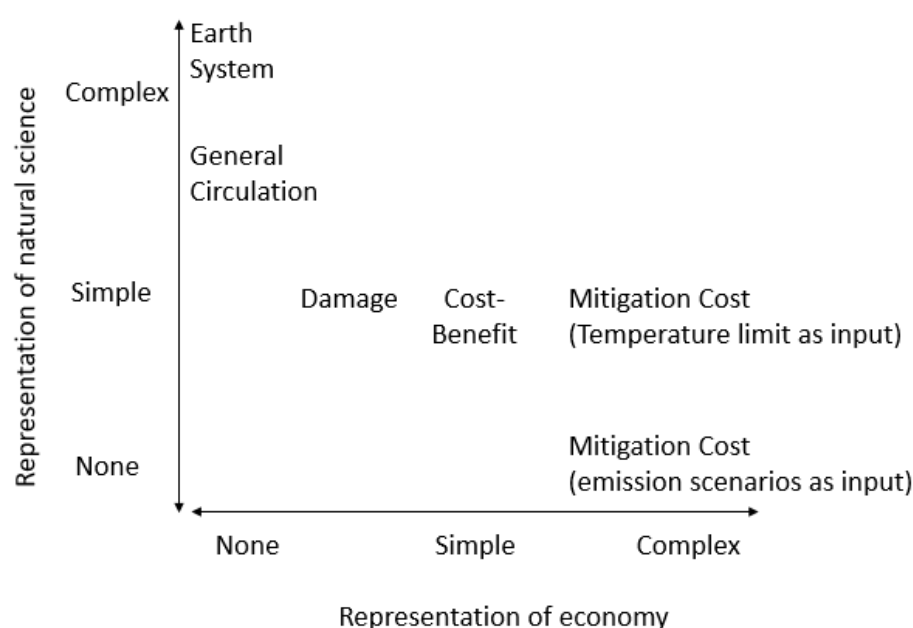 Representation of natural science
Complex
Simple
None
Earth
System
General
Circulation
Damage
Cost-
Benefit
Mitigation Cost
(Temperature limit as input)
Mitigation Cost
(emission scenarios as input)
None
Simple
Complex
Representation of economy